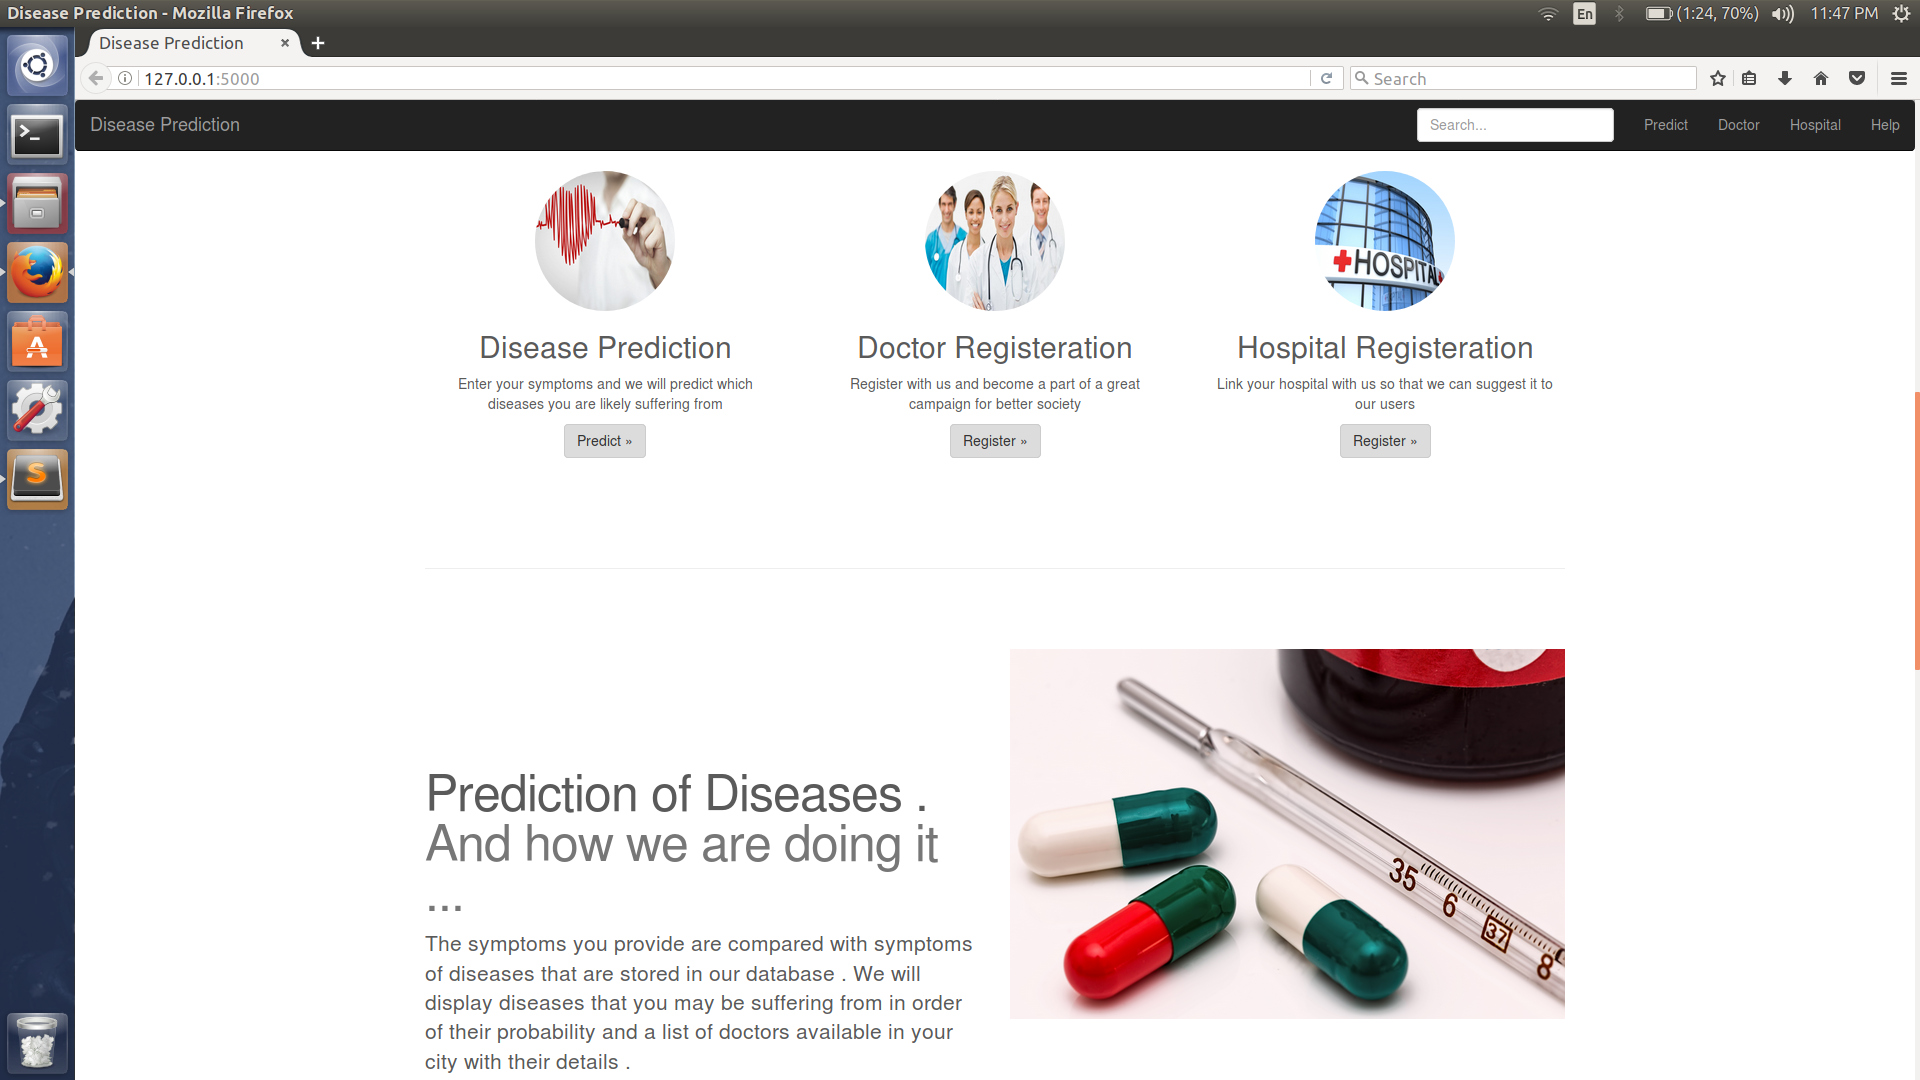 Disease Prediction - Mozilla Firefox
En
(1:24, 70%)
11:47 PM
Disease Prediction
127.0.0.1:5000
Search
Disease Prediction
Search...
Predict
Doctor
Hospital
Help
HOSPITAL
Disease Prediction
Enter your symptoms and we will predict which
diseases you are likely suffering from
Predict »
Doctor Registeration
Register with us and become a part of a great
campaign for better society
Register »
Hospital Registeration
Link your hospital with us so that we can suggest it to
our users
Register »
Prediction of Diseases .
And how we are doing it
...
The symptoms you provide are compared with symptoms
of diseases that are stored in our database . We will
display diseases that you may be suffering from in order
of their probability and a list of doctors available in your
city with their details .
35
6
37
8